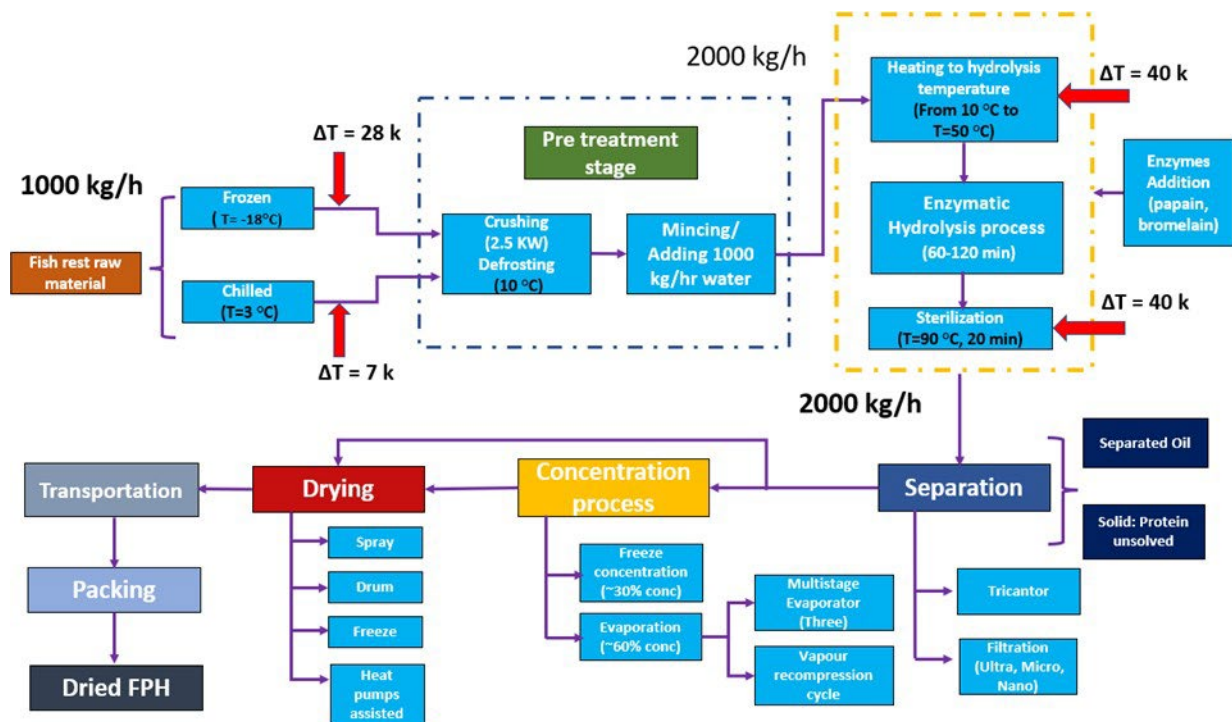 2000 kg/h
Heating to hydrolysis
temperature
(From 10 °C to
T=50 °C)
ΔT = 40 k
ΔT = 28 k
Pre treatment
stage
1000 kg/h
Frozen
( T= -18°C)
Crushing
(2.5 KW)
Defrosting
(10 °C)
Mincing/
Adding 1000
kg/hr water
Enzymatic
Hydrolysis process
(60-120 min)
Enzymes
Addition
(papain,
bromelain)
Fish rest raw
material
Chilled
(T=3 °C)
ΔT = 7 k
Sterilization
(T=90 °C, 20 min)
ΔT = 40 k
2000 kg/h
Transportation
Drying
Concentration
process
Separation
Separated Oil
Solid: Protein
unsolved
Packing
Dried FPH
Spray
Drum
Freeze
Heat
pumps
assisted
Freeze
concentration
(~30% conc)
Evaporation
(~60% conc)
Multistage
Evaporator
(Three)
Vapour
recompression
cycle
Tricantor
Filtration
(Ultra, Micro,
Nano)